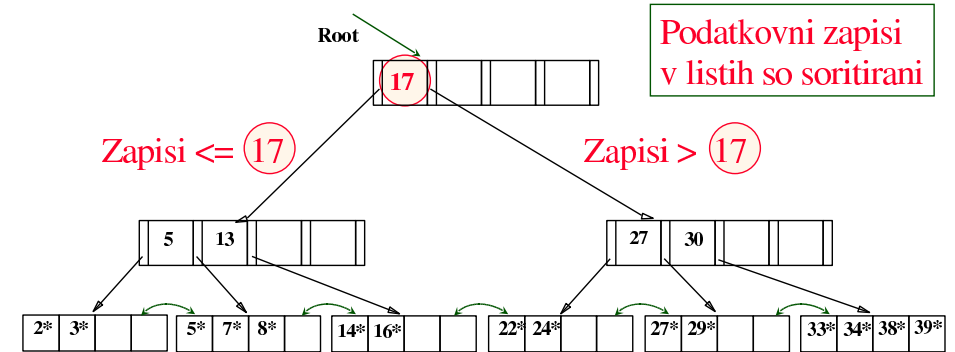 Root
Podatkovni zapisi
v listih so soritirani
17
Zapisi <= 17
Zapisi > 17
5 13
27 30
2* 3*
5* 7* 8*
14* 16*
22* 24*
27* 29*
33* 34* 38* 39*